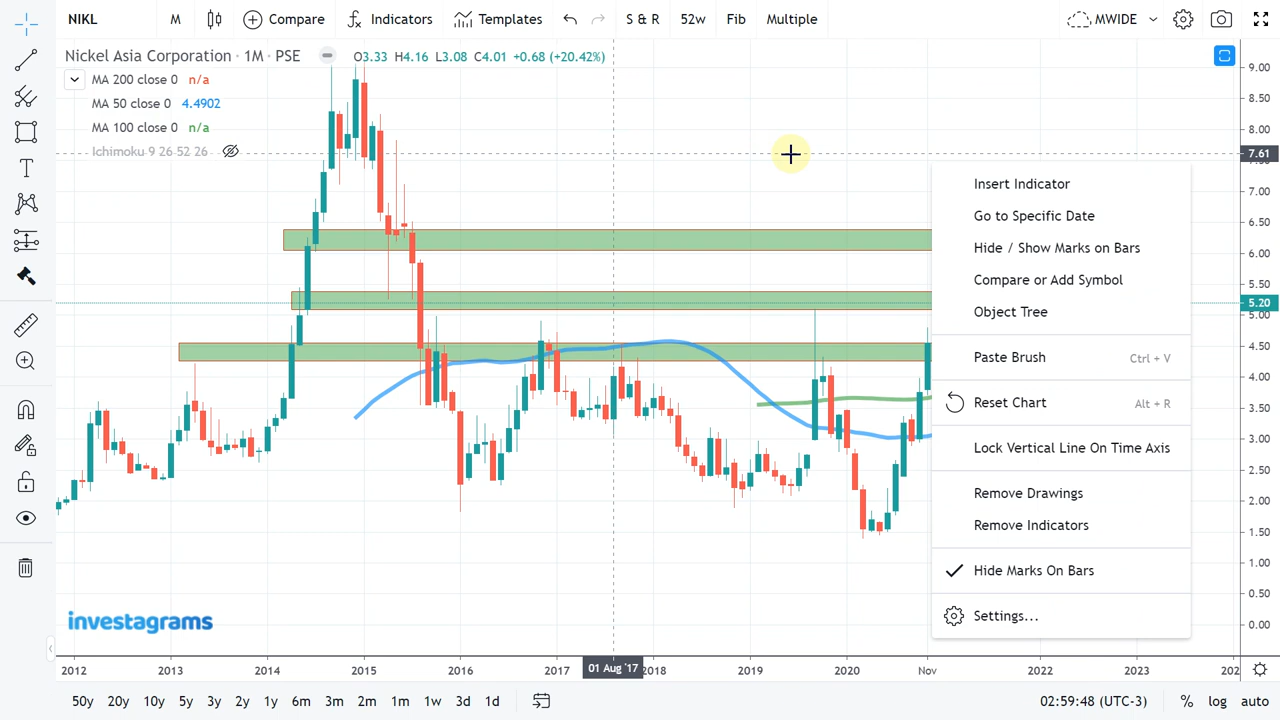 NIKL M Compare Indicators Templates S & R 52w Fib Multiple MWIDE
Nickel Asia Corporation · 1M · PSE O3.33 H4.16 L3.08 C4.01 +0.68 (+20.42%)
MA 200 close 0 n/a
MA 50 close 0 4.4902
MA 100 close 0 n/a
Ichimoku 9 26 52 26
9.00
8.50
8.00
7.61
7.00
6.50
6.00
5.50
5.20
5.00
4.50
4.00
3.50
3.00
2.50
2.00
1.50
1.00
0.50
0.00
Insert Indicator
Go to Specific Date
Hide / Show Marks on Bars
Compare or Add Symbol
Object Tree
Paste Brush Ctrl + V
Reset Chart Alt + R
Lock Vertical Line On Time Axis
Remove Drawings
Remove Indicators
Hide Marks On Bars
Settings...
investagrams
2012 2013 2014 2015 2016 2017 01 Aug '17 2018 2019 2020 Nov 2022 2023
50y 20y 10y 5y 3y 2y 1y 6m 3m 2m 1m 1w 3d 1d 02:59:48 (UTC-3) % log auto